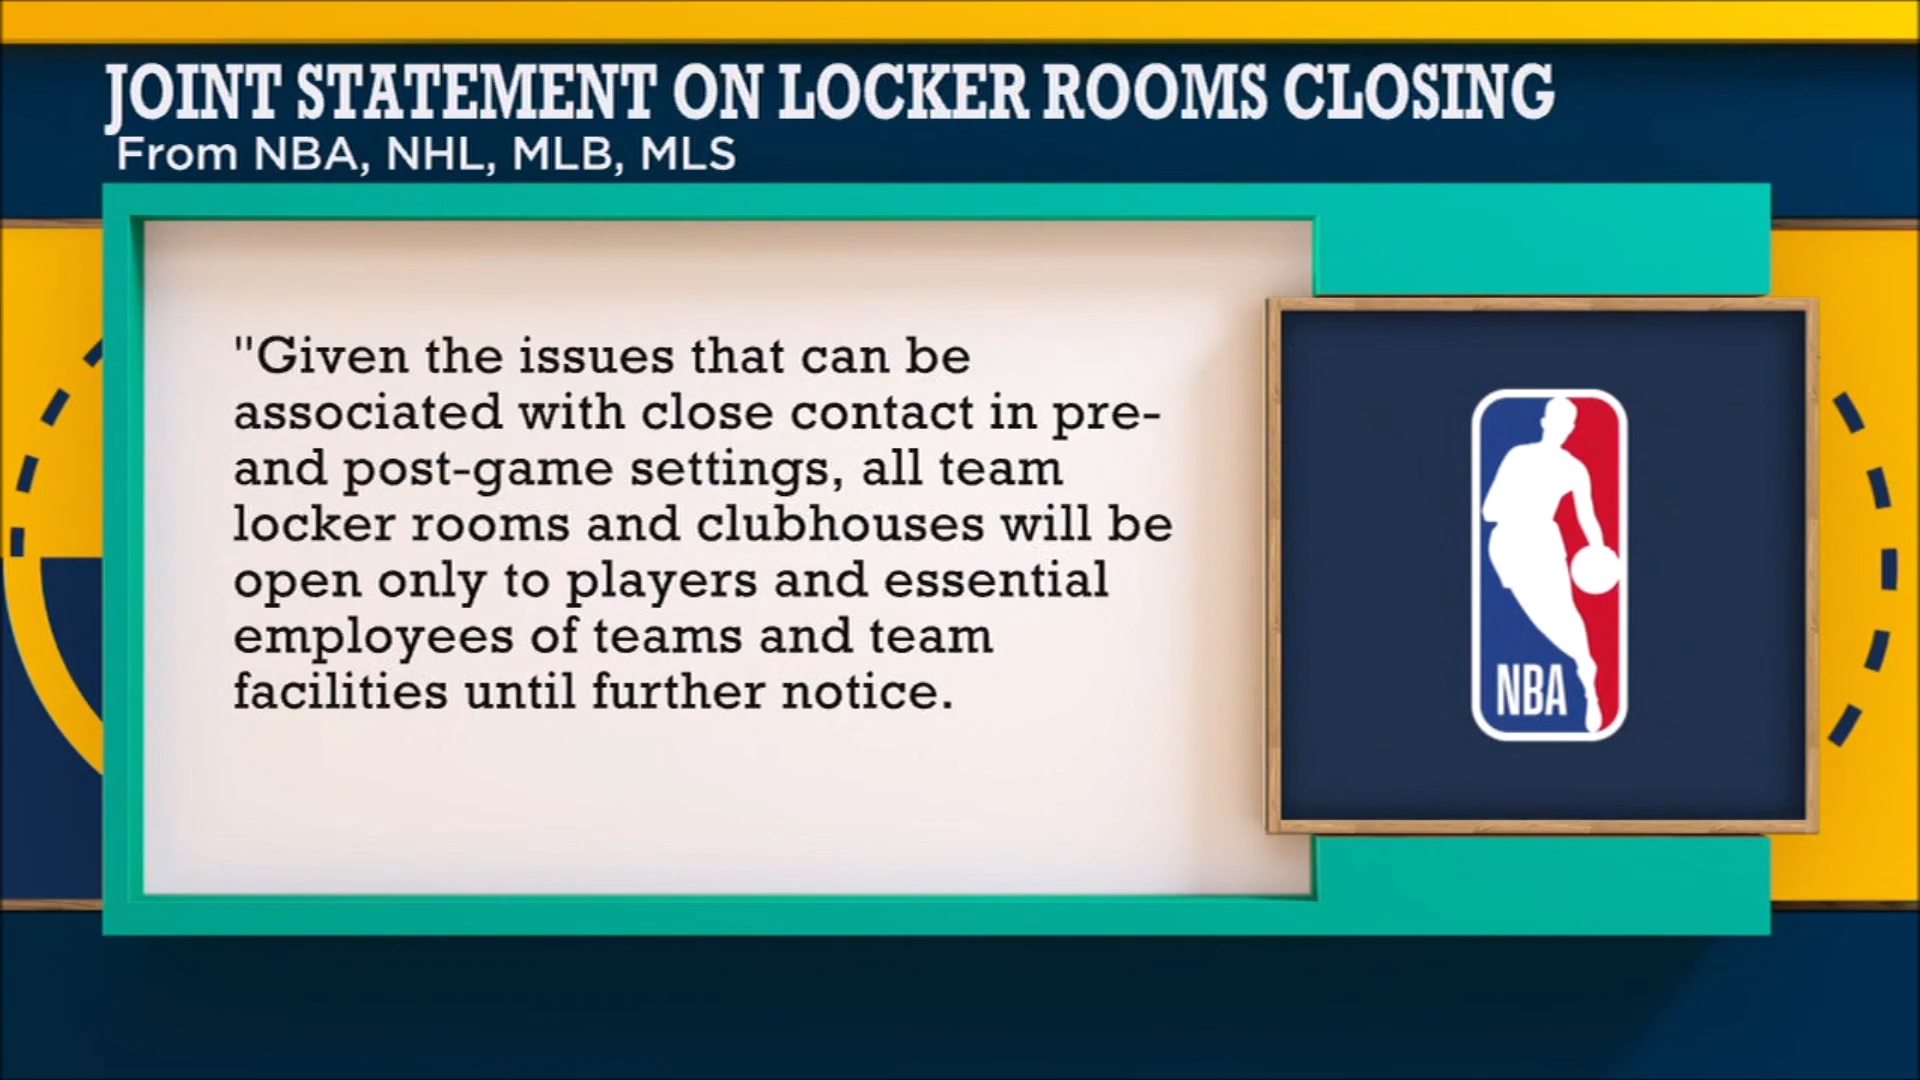 JOINT STATEMENT ON LOCKER ROOMS CLOSING
From NBA, NHL, MLB, MLS
"Given the issues that can be
associated with close contact in pre-
and post-game settings, all team
locker rooms and clubhouses will be
open only to players and essential
employees of teams and team
facilities until further notice.
NBA